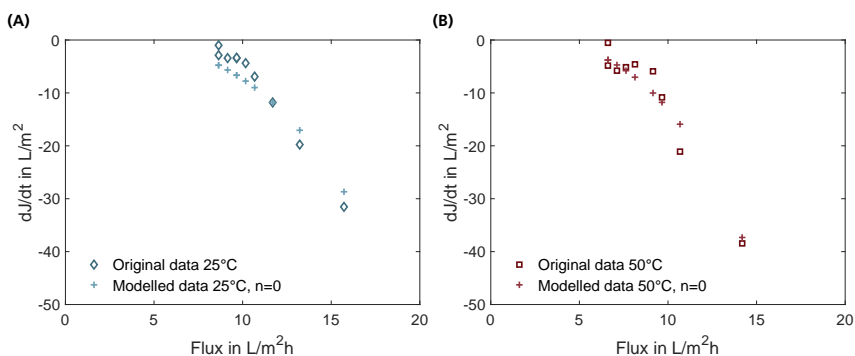 (A)
dJ/dt in L/m²
0
-10
-20
-30
-40
-50
0 5 10 15 20
Flux in L/m²h
Original data 25°C
Modelled data 25°C, n=0
(B)
dJ/dt in L/m²
0
-10
-20
-30
-40
-50
0 5 10 15 20
Flux in L/m²h
Original data 50°C
Modelled data 50°C, n=0